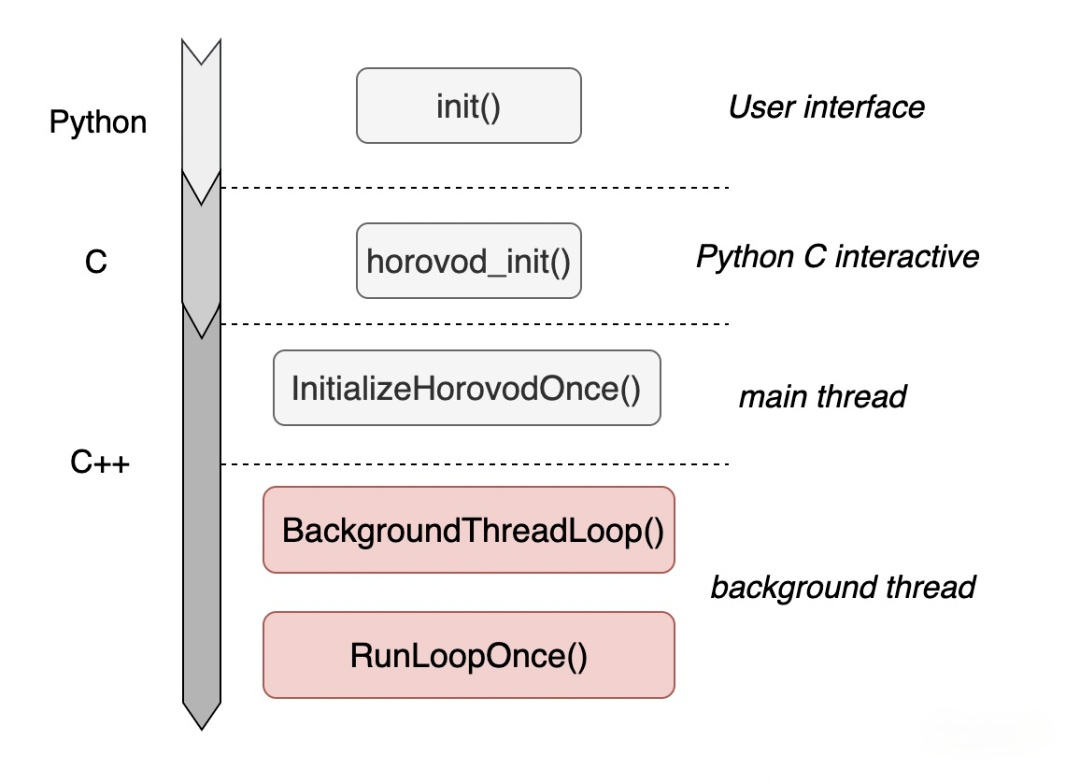 Python
init()
User interface
C
horovod_init()
Python C interactive
InitializeHorovodOnce()
main thread
C++
BackgroundThreadLoop()
background thread
RunLoopOnce()